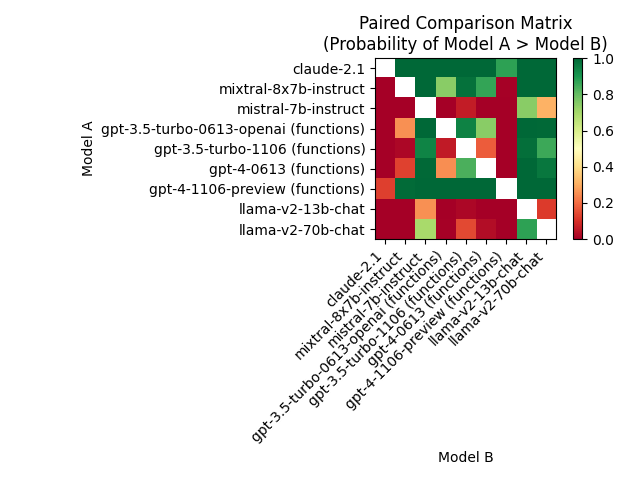 Paired Comparison Matrix
(Probability of Model A > Model B)
Model A
claude-2.1
mixtral-8x7b-instruct
mistral-7b-instruct
gpt-3.5-turbo-0613-openai (functions)
gpt-3.5-turbo-1106 (functions)
gpt-4-0613 (functions)
gpt-4-1106-preview (functions)
llama-v2-13b-chat
llama-v2-70b-chat
1.0
0.8
0.6
0.4
0.2
0.0
claude-2.1
mixtral-8x7b-instruct
mistral-7b-instruct
gpt-3.5-turbo-0613-openai (functions)
gpt-3.5-turbo-1106 (functions)
gpt-4-0613 (functions)
gpt-4-1106-preview (functions)
llama-v2-13b-chat
llama-v2-70b-chat
Model B